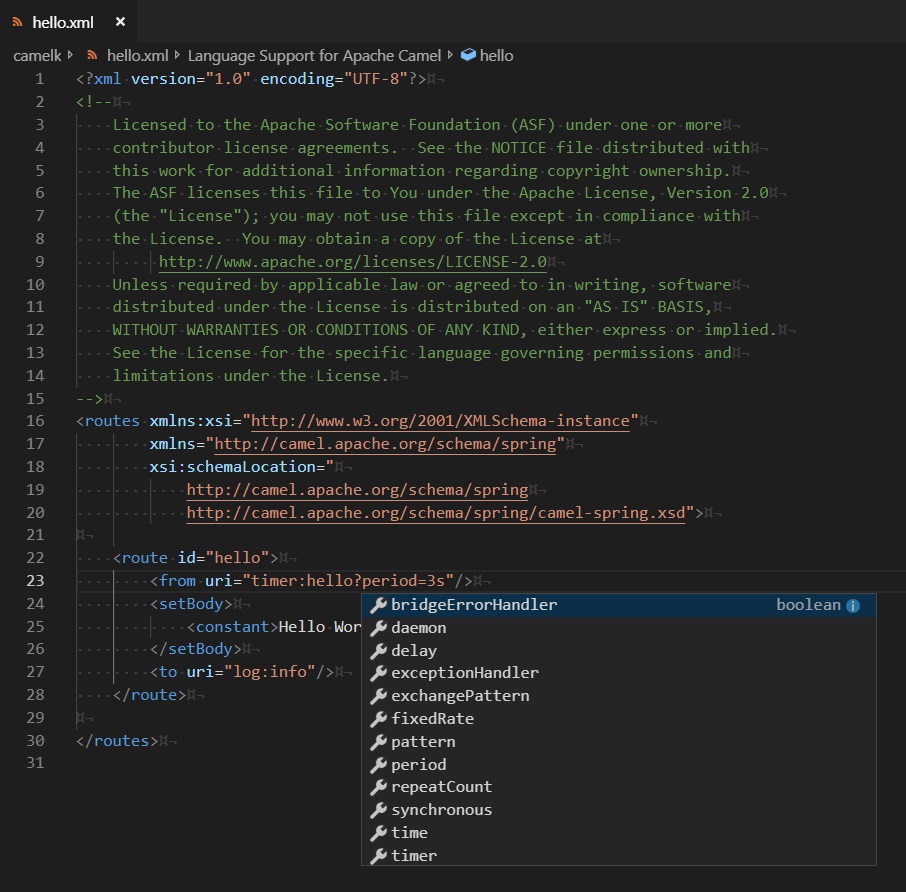 hello.xml ×
camelk hello.xml Language Support for Apache Camel hello
1 <?xml version="1.0" encoding="UTF-8"?>
2 <!--
3 Licensed to the Apache Software Foundation (ASF) under one or more
4 contributor license agreements.  See the NOTICE file distributed with
5 this work for additional information regarding copyright ownership.
6 The ASF licenses this file to You under the Apache License, Version 2.0
7 (the "License"); you may not use this file except in compliance with
8 the License.  You may obtain a copy of the License at
9 http://www.apache.org/licenses/LICENSE-2.0
10 Unless required by applicable law or agreed to in writing, software
11 distributed under the License is distributed on an "AS IS" BASIS,
12 WITHOUT WARRANTIES OR CONDITIONS OF ANY KIND, either express or implied.
13 See the License for the specific language governing permissions and
14 limitations under the License.
15 -->
16 <routes xmlns:xsi="http://www.w3.org/2001/XMLSchema-instance"
17 xmlns="http://camel.apache.org/schema/spring"
18 xsi:schemaLocation="
19 http://camel.apache.org/schema/spring
20 http://camel.apache.org/schema/spring/camel-spring.xsd">
21
22 <route id="hello">
23 <from uri="timer:hello?period=3s"/>
24 <setBody>
25 <constant>Hello Wor
26 </setBody>
27 <to uri="log:info"/>
28 </route>
29
30 </routes>
31
bridgeErrorHandler boolean
daemon
delay
exceptionHandler
exchangePattern
fixedRate
pattern
period
repeatCount
synchronous
time
timer